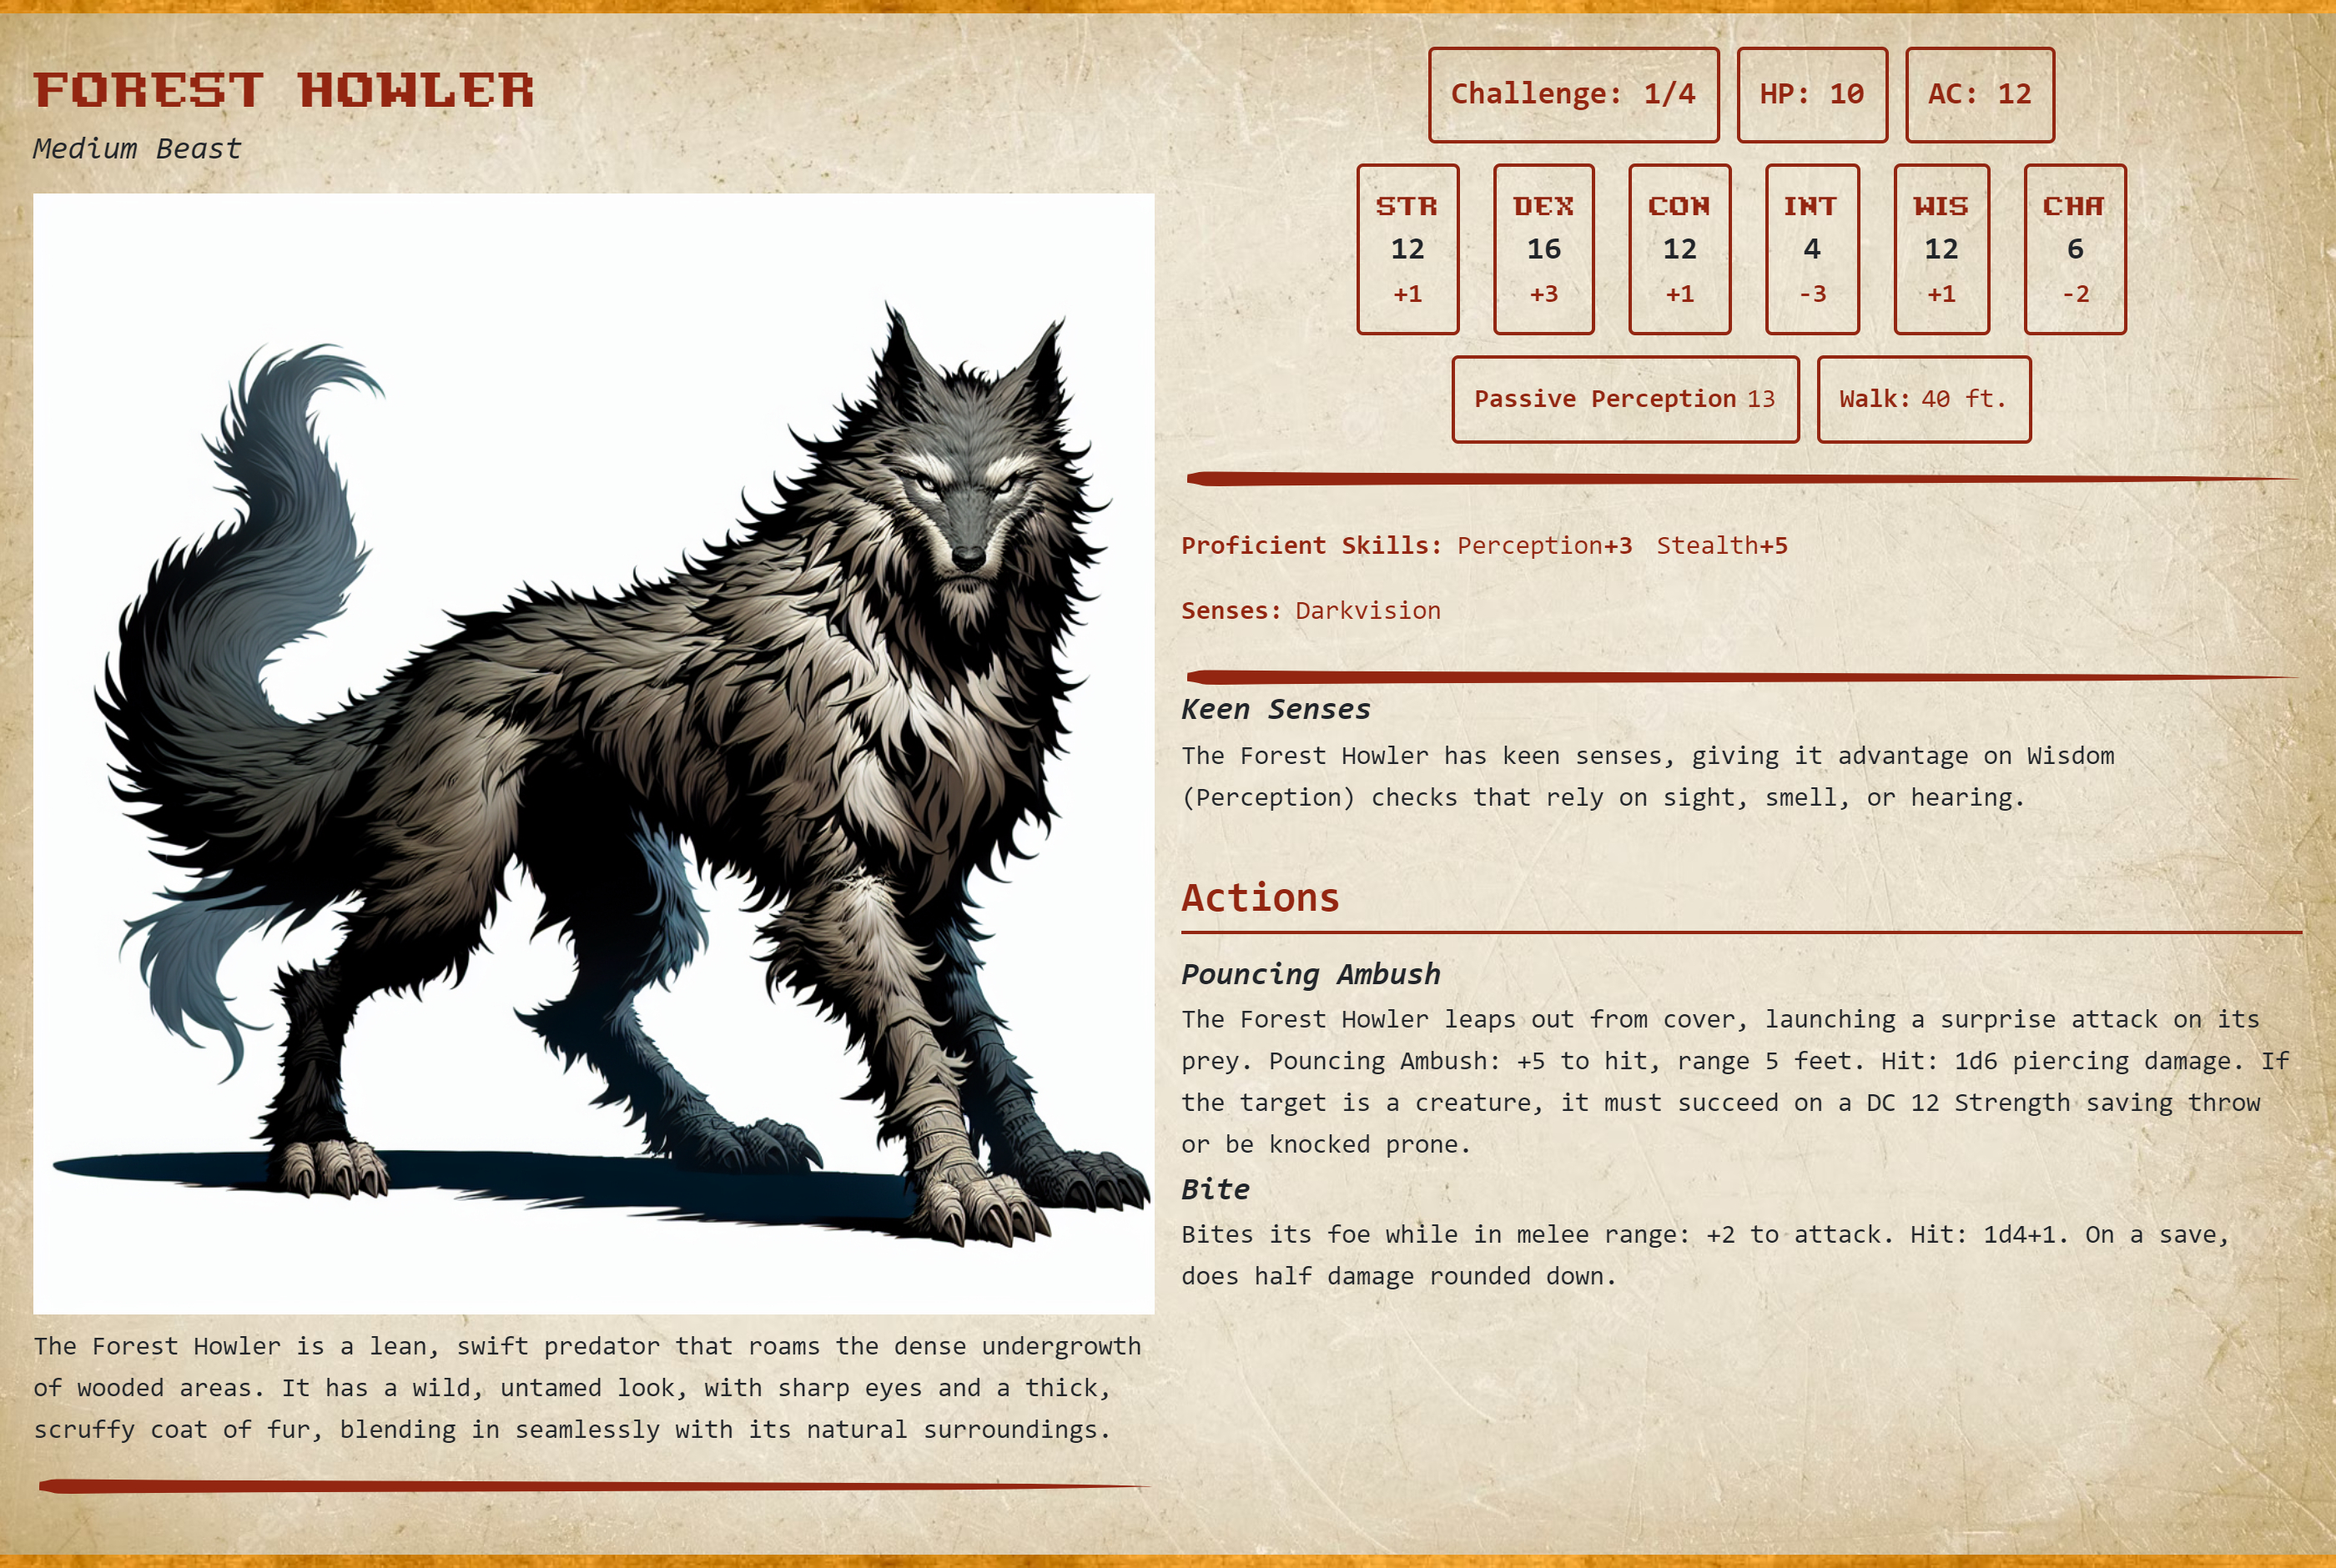 FOREST HOWLER
Medium Beast
The Forest Howler is a lean, swift predator that roams the dense undergrowth
of wooded areas. It has a wild, untamed look, with sharp eyes and a thick,
scruffy coat of fur, blending in seamlessly with its natural surroundings.
Challenge: 1/4 HP: 10 AC: 12
STR DEX CON INT WIS CHA
12 16 12 4 12 6
+1 +3 +1 -3 +1 -2
Passive Perception 13 Walk: 40 ft.
Proficient Skills: Perception+3 Stealth+5
Senses: Darkvision
Keen Senses
The Forest Howler has keen senses, giving it advantage on Wisdom
(Perception) checks that rely on sight, smell, or hearing.
Actions
Pouncing Ambush
The Forest Howler leaps out from cover, launching a surprise attack on its
prey. Pouncing Ambush: +5 to hit, range 5 feet. Hit: 1d6 piercing damage. If
the target is a creature, it must succeed on a DC 12 Strength saving throw
or be knocked prone.
Bite
Bites its foe while in melee range: +2 to attack. Hit: 1d4+1. On a save,
does half damage rounded down.